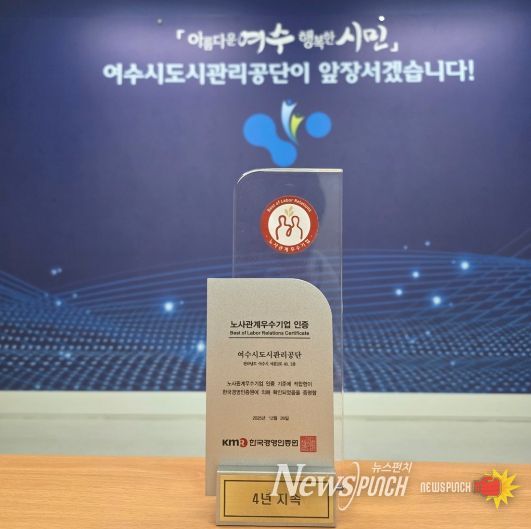 「아름다운 여수 행복한 시민」
여수시도시관리공단이 앞장서겠습니다!
Best of Labor Relations
노사관계우수기업
노사관계우수기업 인증
Best of Labor Relations Certificate
여수시도시관리공단
노사관계우수기업 인증 기준에 적합함이
한국경영인증원에 의해 확인되었음을 증명함
2025년 12월 26일
KMR 한국경영인증원
4년 지속
뉴스펀치
NewsPunch
NEWSPUNCH